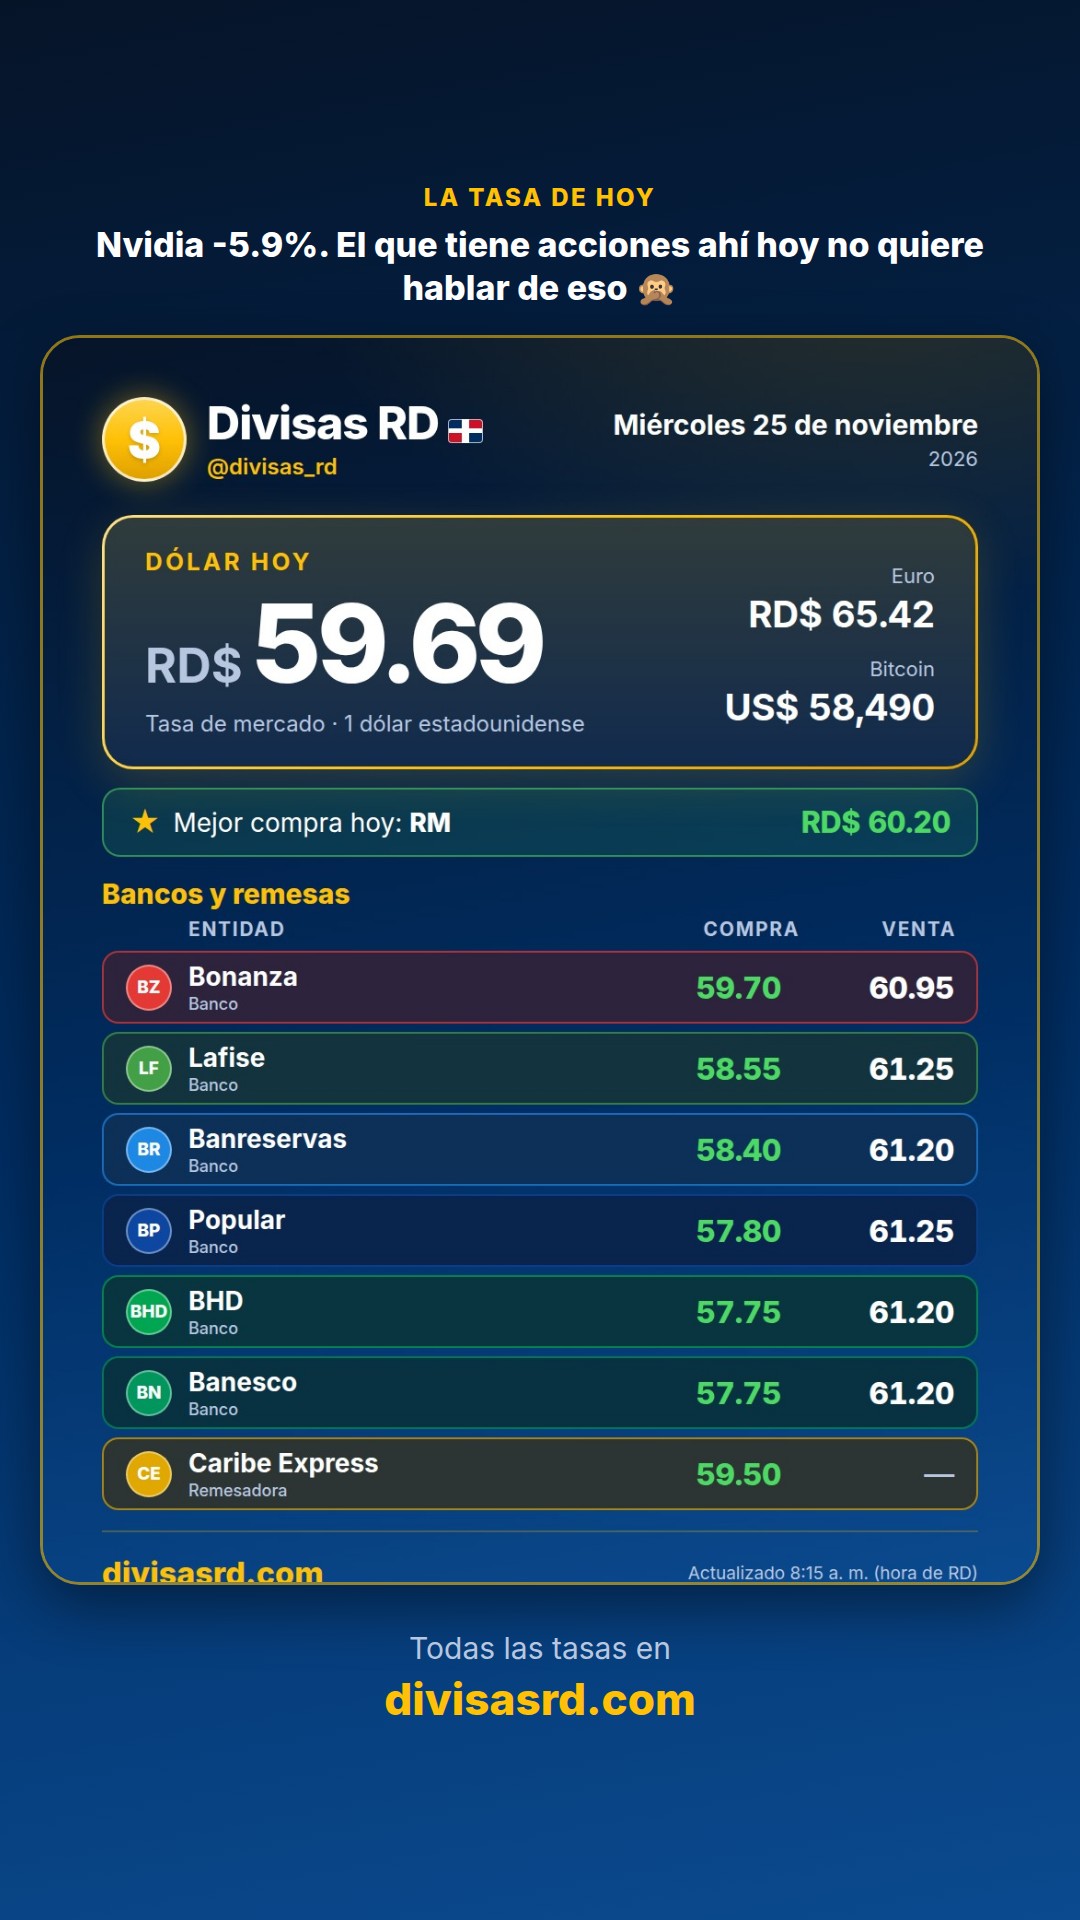 LA TASA DE HOY
Nvidia -5.9%. El que tiene acciones ahí hoy no quiere
hablar de eso 🙊
$
Divisas RD
@divisas_rd
Miércoles 25 de noviembre
2026
DÓLAR HOY
RD$ 59.69
Tasa de mercado · 1 dólar estadounidense
Euro
RD$ 65.42
Bitcoin
US$ 58,490
★ Mejor compra hoy: RM RD$ 60.20
Bancos y remesas
ENTIDAD COMPRA VENTA
BZ Bonanza 59.70 60.95
Banco
LF Lafise 58.55 61.25
Banco
BR Banreservas 58.40 61.20
Banco
BP Popular 57.80 61.25
Banco
BHD BHD 57.75 61.20
Banco
BN Banesco 57.75 61.20
Banco
CE Caribe Express 59.50 —
Remesadora
divisasrd.com Actualizado 8:15 a. m. (hora de RD)
Todas las tasas en
divisasrd.com